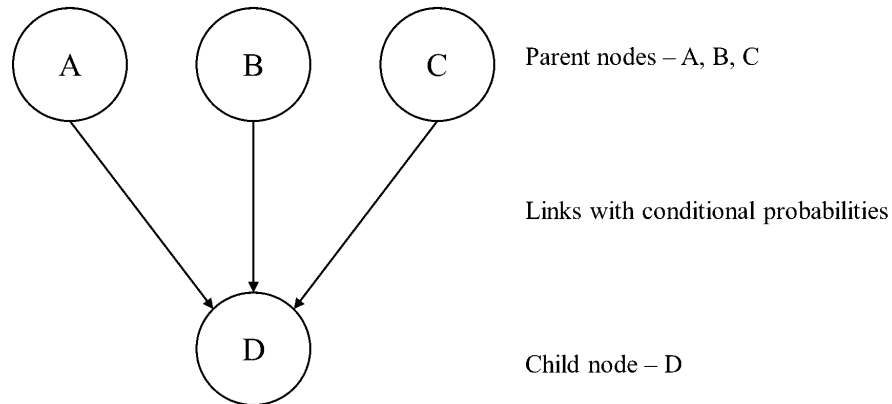 A B C Parent nodes – A, B, C
Links with conditional probabilities
D
Child node – D